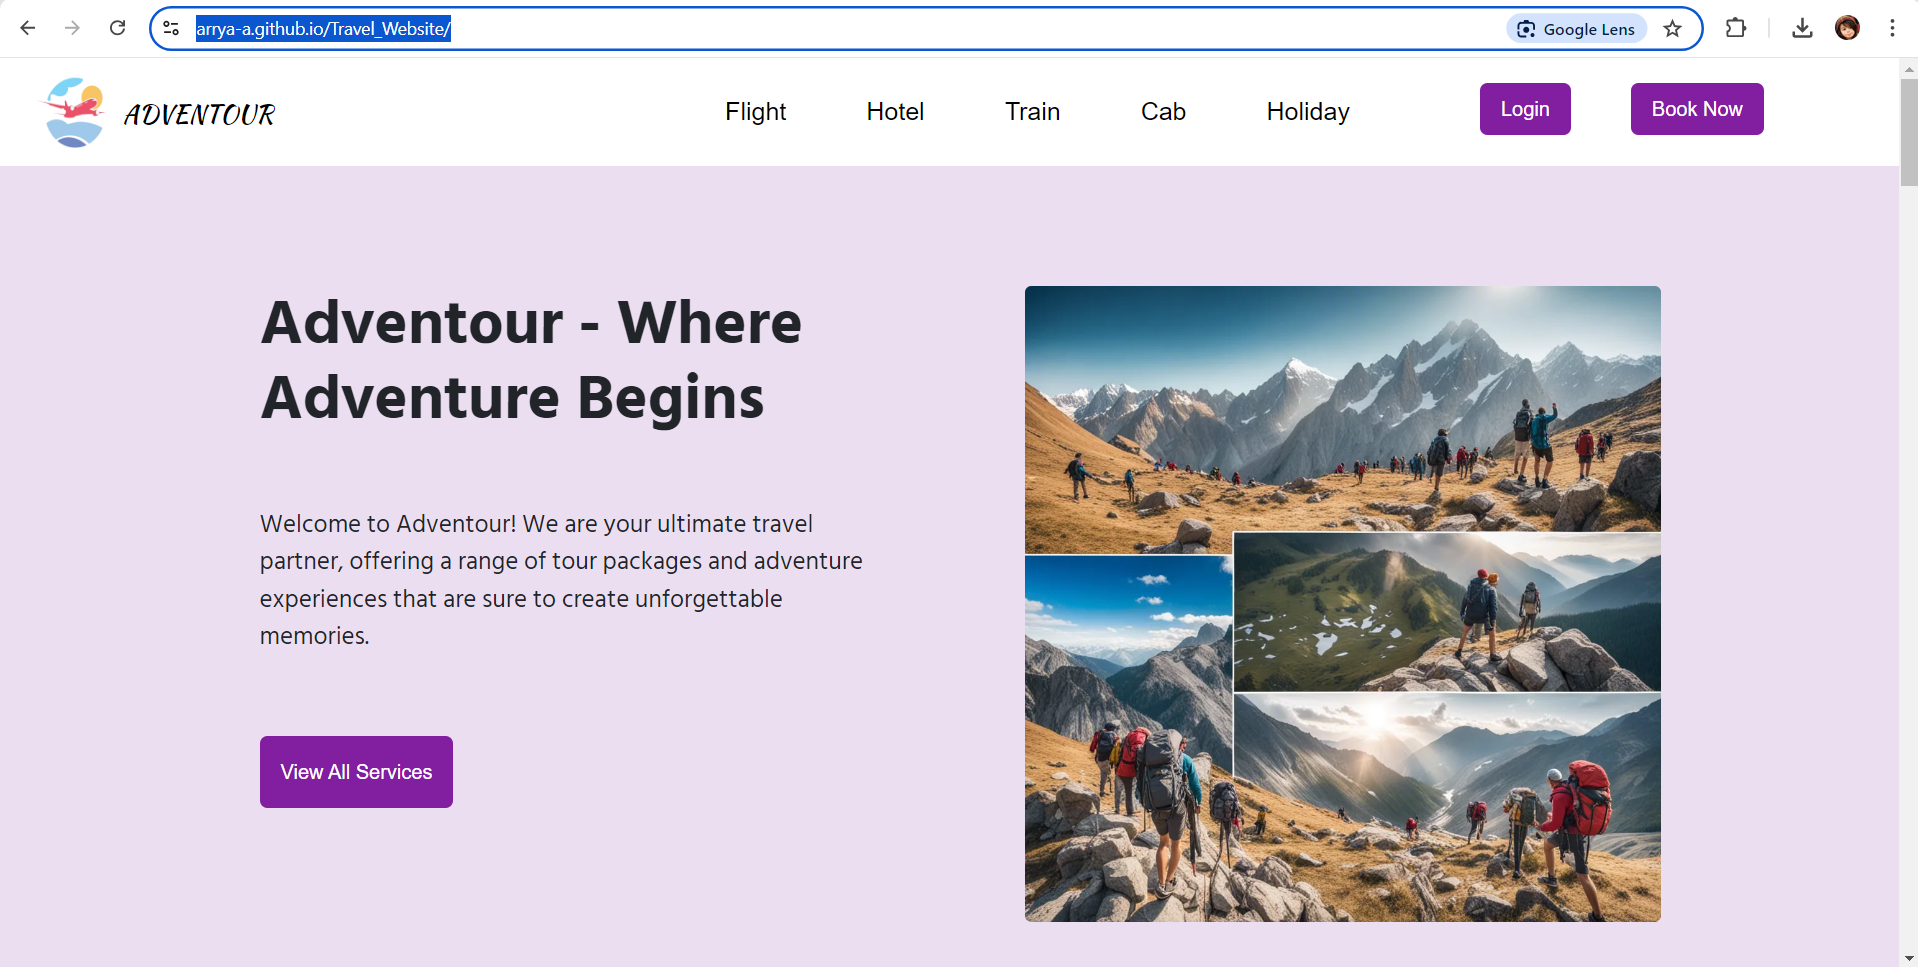 arrya-a.github.io/Travel_Website/
Google Lens
ADVENTOUR
Flight
Hotel
Train
Cab
Holiday
Login
Book Now
Adventour - Where
Adventure Begins
Welcome to Adventour! We are your ultimate travel
partner, offering a range of tour packages and adventure
experiences that are sure to create unforgettable
memories.
View All Services